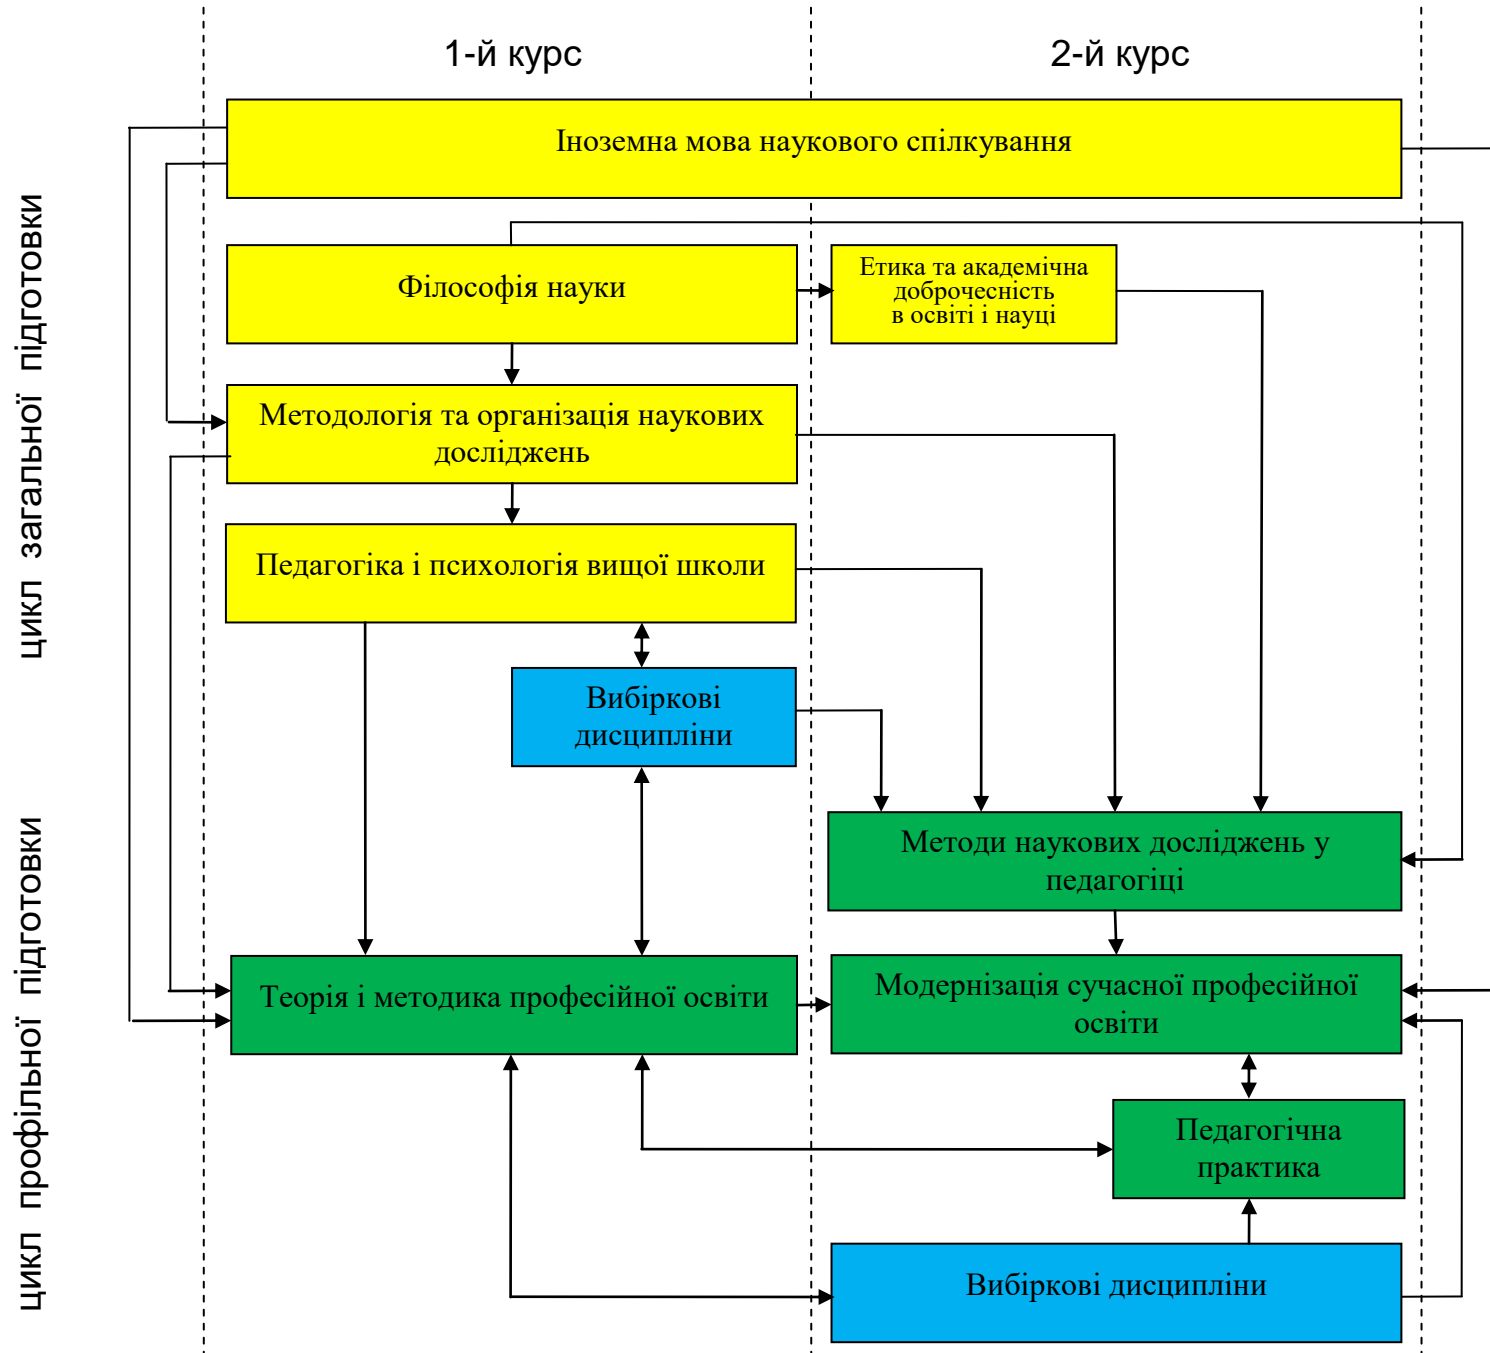 1-й курс
2-й курс
Іноземна мова наукового спілкування
цикл загальної підготовки
Філософія науки
Етика та академічна
доброчесність
в освіті і науці
Методологія та організація наукових
досліджень
Педагогіка і психологія вищої школи
Вибіркові
дисципліни
цикл профільної підготовки
Методи наукових досліджень у
педагогіці
Теорія і методика професійної освіти
Модернізація сучасної професійної
освіти
Педагогічна
практика
Вибіркові дисципліни